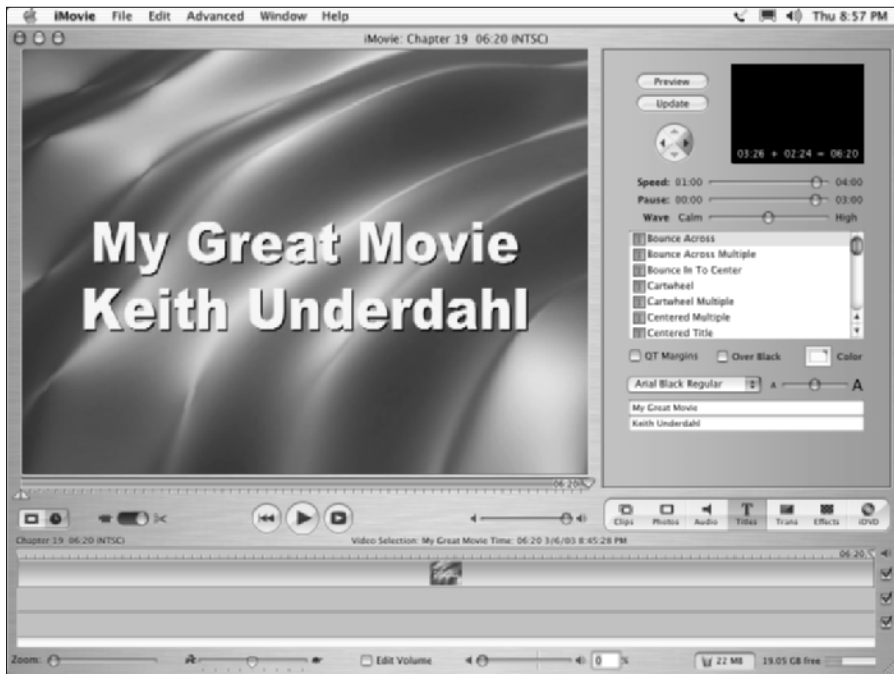 iMovie File Edit Advanced Window Help Thu 8:57 PM
iMovie: Chapter 19 06:20 (NTSC)
My Great Movie
Keith Underdahl
06:20
Preview
Update
03:26 + 02:24 = 06:20
Speed: 01:00 04:00
Pause: 00:00 03:00
Wave Calm High
Bounce Across
Bounce Across Multiple
Bounce In To Center
Cartwheel
Cartwheel Multiple
Centered Multiple
Centered Title
QT Margins Over Black Color
Arial Black Regular A A
My Great Movie
Keith Underdahl
Clips Photos Audio Titles Trans Effects iDVD
Chapter 19 06:20 (NTSC) Video Selection: My Great Movie Time: 06:20 3/6/03 8:45:28 PM
06:20
Zoom: Edit Volume 0 % 22 MB 19.05 GB free